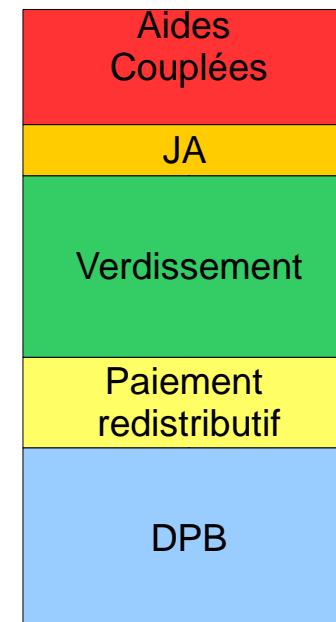 Aides
Couplées
JA
Verdissement
Paiement
redistributif
DPB